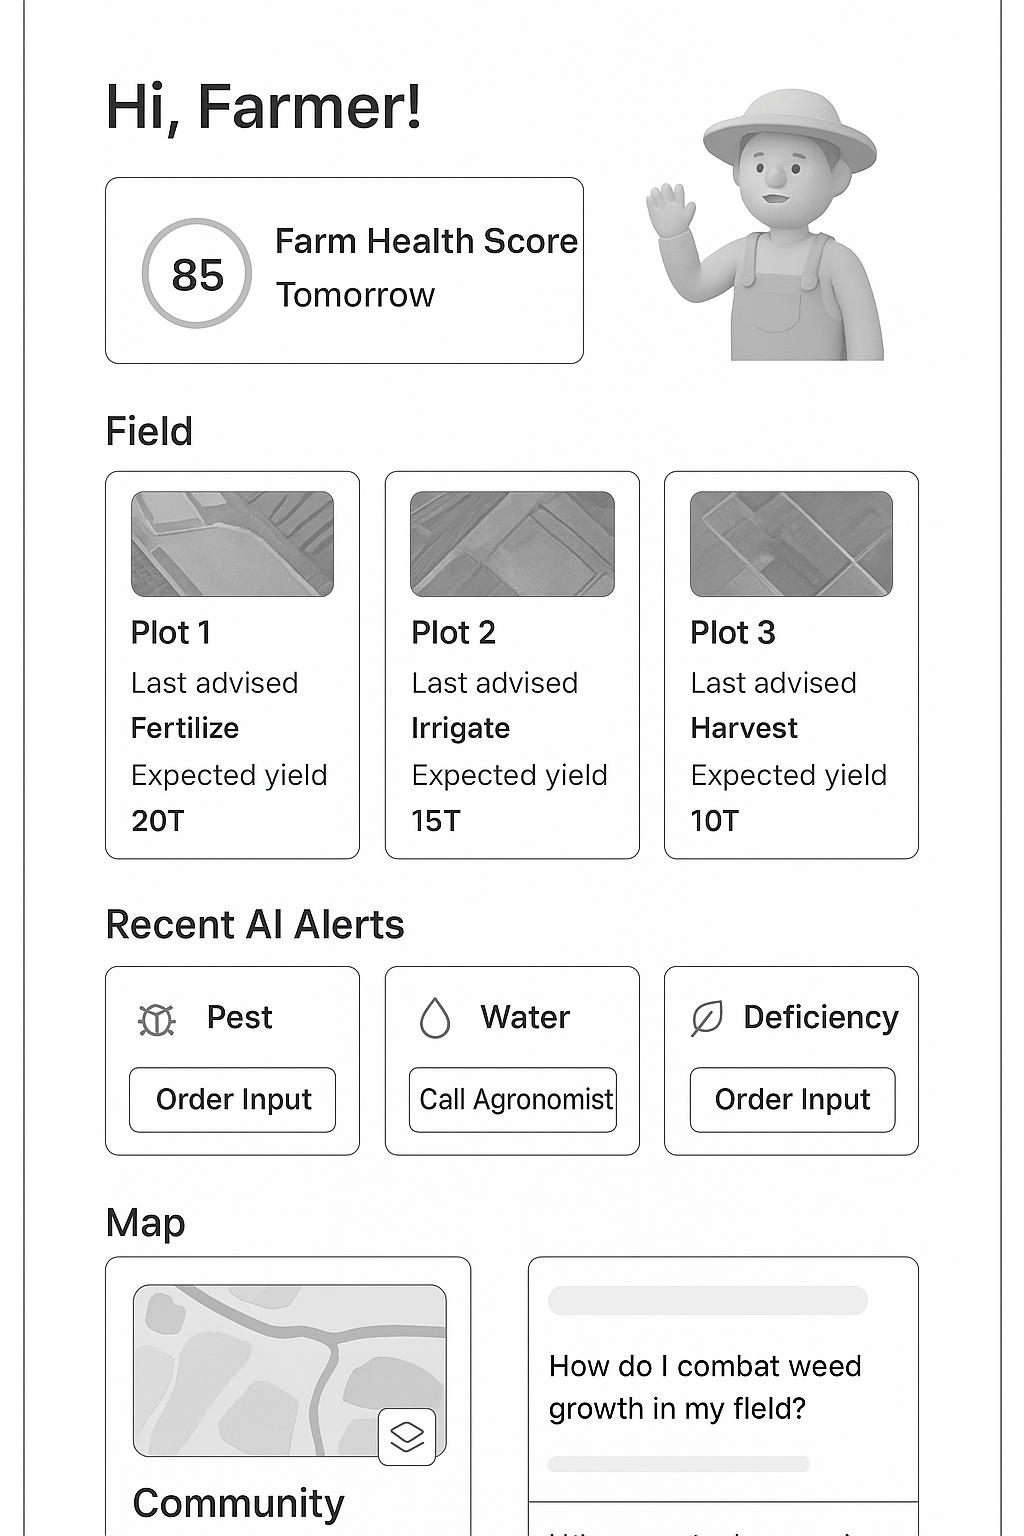 Hi, Farmer!
85
Farm Health Score
Tomorrow
Field
Plot 1
Last advised
Fertilize
Expected yield
20T
Plot 2
Last advised
Irrigate
Expected yield
15T
Plot 3
Last advised
Harvest
Expected yield
10T
Recent AI Alerts
Pest
Order Input
Water
Call Agronomist
Deficiency
Order Input
Map
Community
How do I combat weed
growth in my fleld?